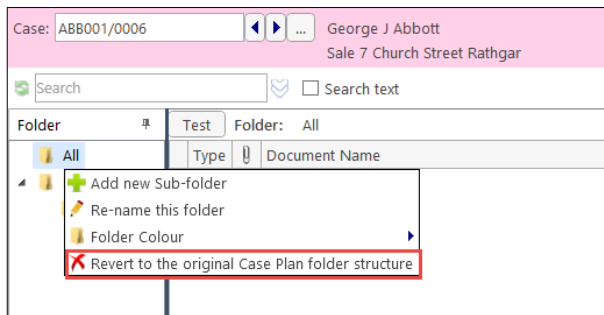 Case: ABB001/0006 ... George J Abbott
Sale 7 Church Street Rathgar
Search Search text
Folder Test Folder: All
All Type Document Name
Add new Sub-folder
Re-name this folder
Folder Colour
Revert to the original Case Plan folder structure